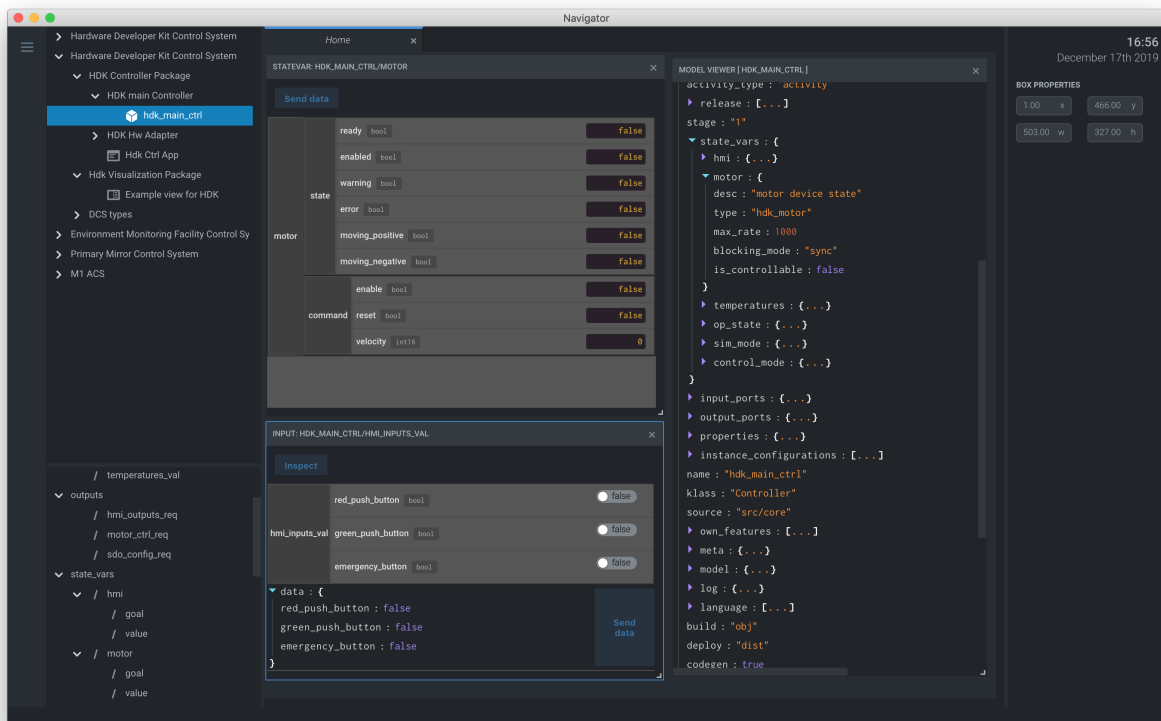 Navigator
Hardware Developer Kit Control System
Hardware Developer Kit Control System
HDK Controller Package
HDK main Controller
hdk_main_ctrl
HDK Hw Adapter
Hdk Ctrl App
Hdk Visualization Package
Example view for HDK
DCS types
Environment Monitoring Facility Control Sy
Primary Mirror Control System
M1 ACS
/ temperatures_val
outputs
/ hmi_outputs_req
/ motor_ctrl_req
/ sdo_config_req
state_vars
/ hmi
/ goal
/ value
/ motor
/ goal
/ value
Home x
STATEVAR: HDK_MAIN_CTRL/MOTOR x
Send data
motor
state
ready bool false
enabled bool false
warning bool false
error bool false
moving_positive bool false
moving_negative bool false
command
enable bool false
reset bool false
velocity int16 0
INPUT: HDK_MAIN_CTRL/HMI_INPUTS_VAL x
Inspect
hmi_inputs_val
red_push_button bool false
green_push_button bool false
emergency_button bool false
data : {
red_push_button : false
green_push_button : false
emergency_button : false
}
Send
data
MODEL VIEWER [ HDK_MAIN_CTRL ] x
activity_type : "activity
release : [...]
stage : "1"
state_vars : {
hmi : {...}
motor : {
desc : "motor device state"
type : "hdk_motor"
max_rate : 1000
blocking_mode : "sync"
is_controllable : false
}
temperatures : {...}
op_state : {...}
sim_mode : {...}
control_mode : {...}
}
input_ports : {...}
output_ports : {...}
properties : {...}
instance_configurations : [...]
name : "hdk_main_ctrl"
klass : "Controller"
source : "src/core"
own_features : [...]
meta : {...}
model : {...}
log : {...}
language : [...]
build : "obj"
deploy : "dist"
codegen : true
16:56
December 17th 2019
BOX PROPERTIES
1.00 x 466.00 y
503.00 w 327.00 h